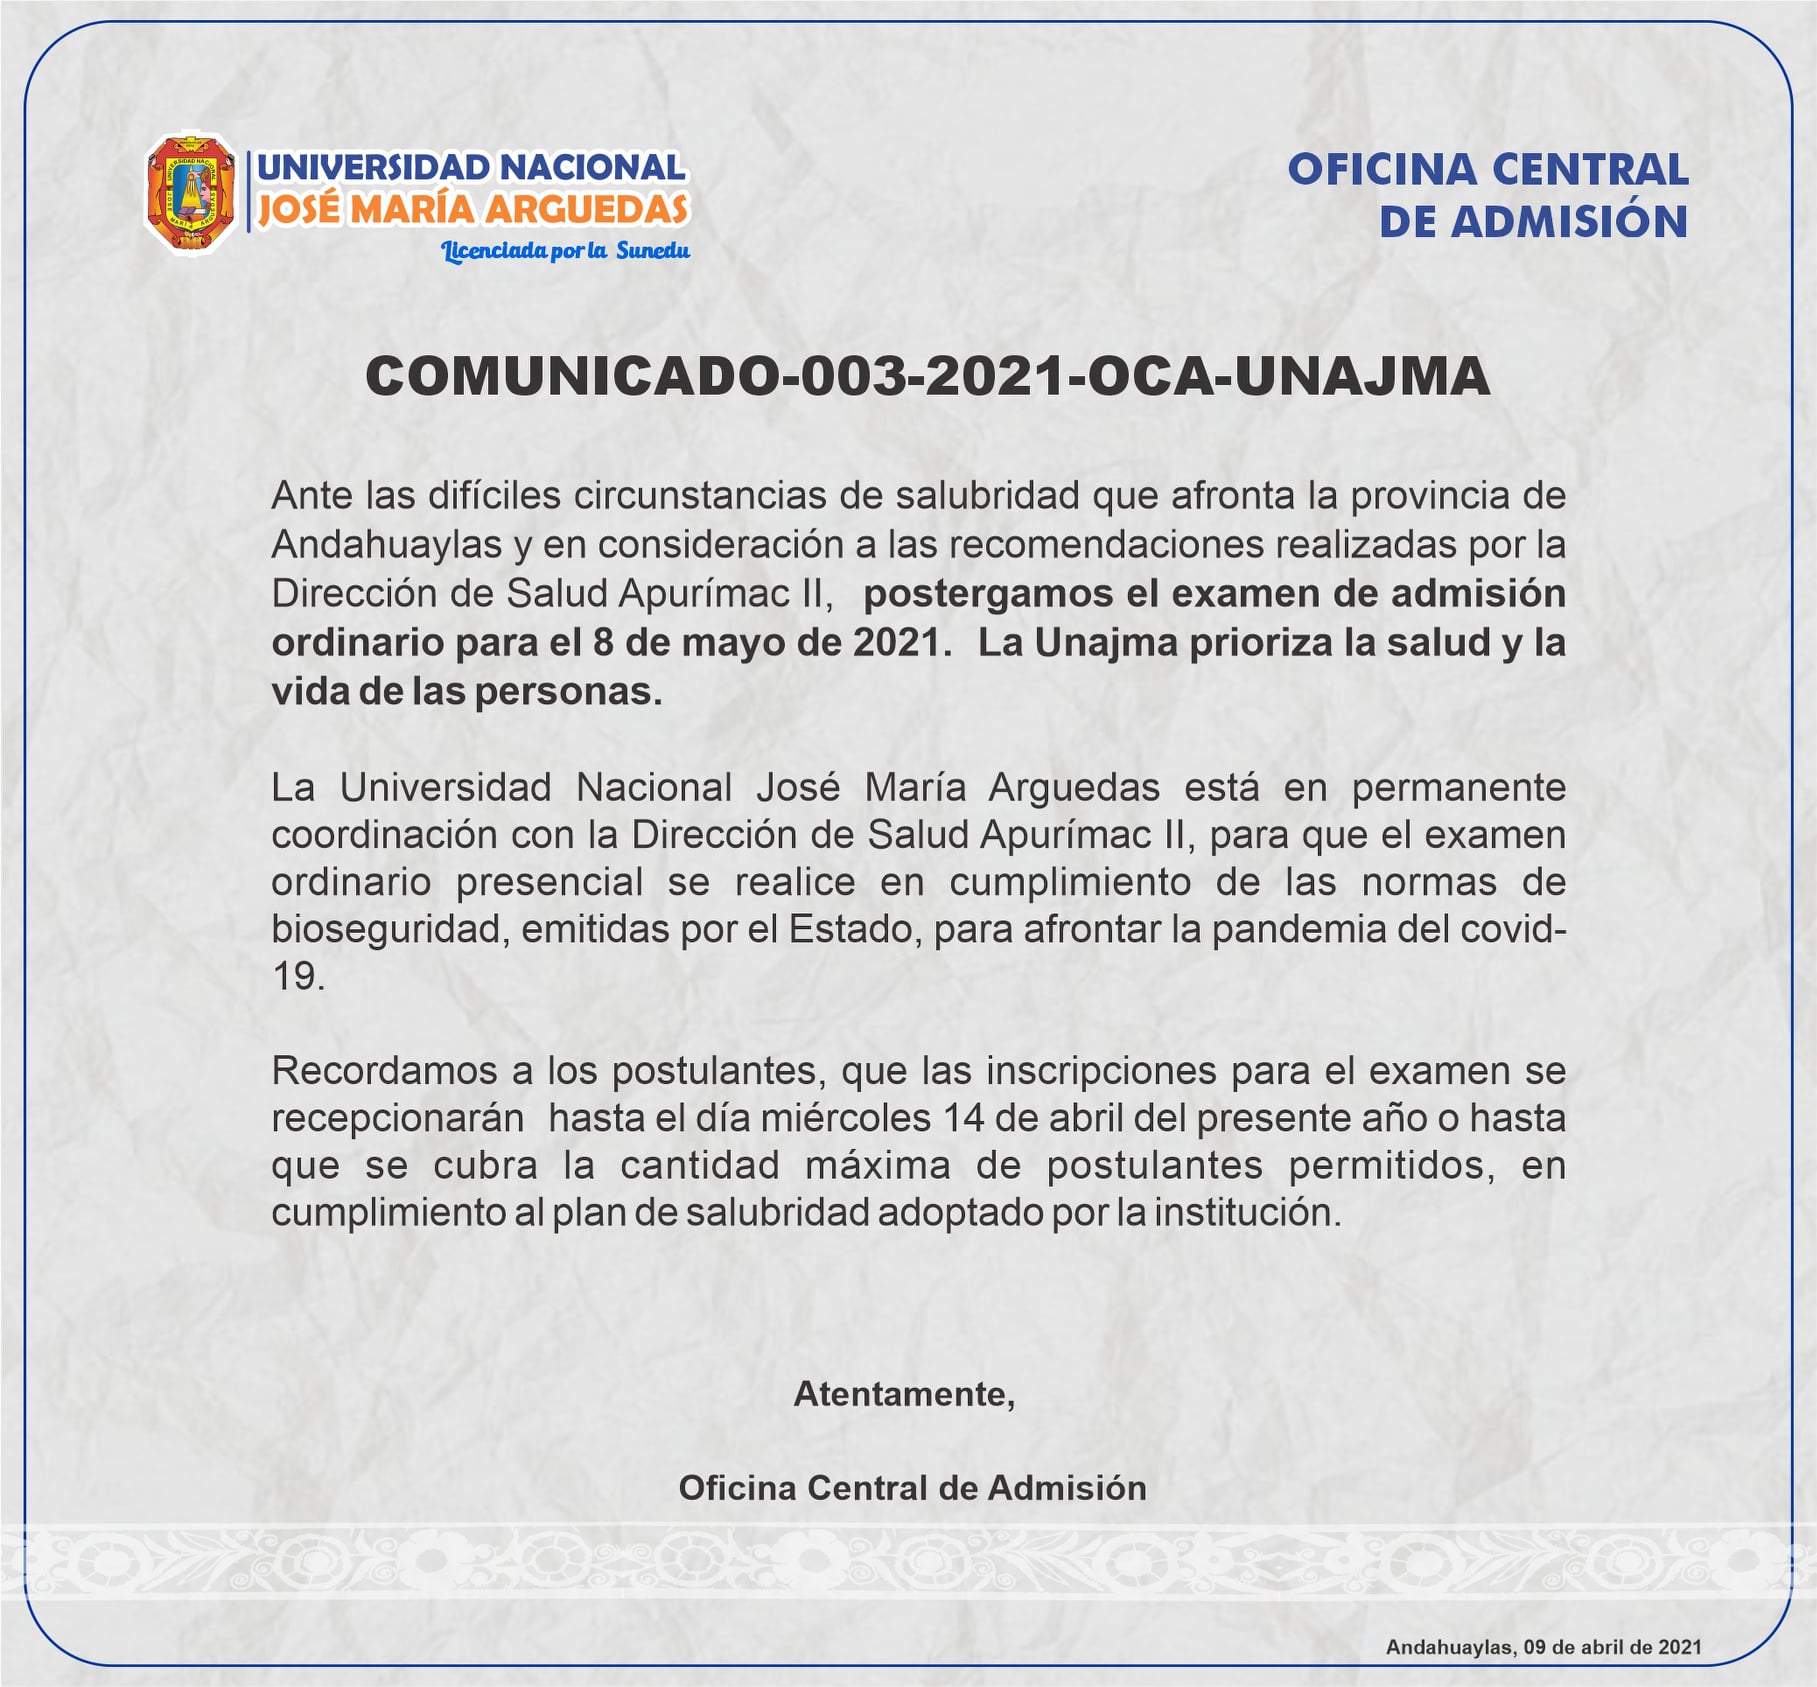 UNIVERSIDAD NACIONAL
JOSÉ MARÍA ARGUEDAS
Licenciada por la Sunedu
OFICINA CENTRAL
DE ADMISIÓN
COMUNICADO-003-2021-OCA-UNAJMA
Ante las difíciles circunstancias de salubridad que afronta la provincia de
Andahuaylas y en consideración a las recomendaciones realizadas por la
Dirección de Salud Apurímac II, postergamos el examen de admisión
ordinario para el 8 de mayo de 2021. La Unajma prioriza la salud y la
vida de las personas.
La Universidad Nacional José María Arguedas está en permanente
coordinación con la Dirección de Salud Apurímac II, para que el examen
ordinario presencial se realice en cumplimiento de las normas de
bioseguridad, emitidas por el Estado, para afrontar la pandemia del covid-
19.
Recordamos a los postulantes, que las inscripciones para el examen se
recepcionarán hasta el día miércoles 14 de abril del presente año o hasta
que se cubra la cantidad máxima de postulantes permitidos, en
cumplimiento al plan de salubridad adoptado por la institución.
Atentamente,
Oficina Central de Admisión
Andahuaylas, 09 de abril de 2021